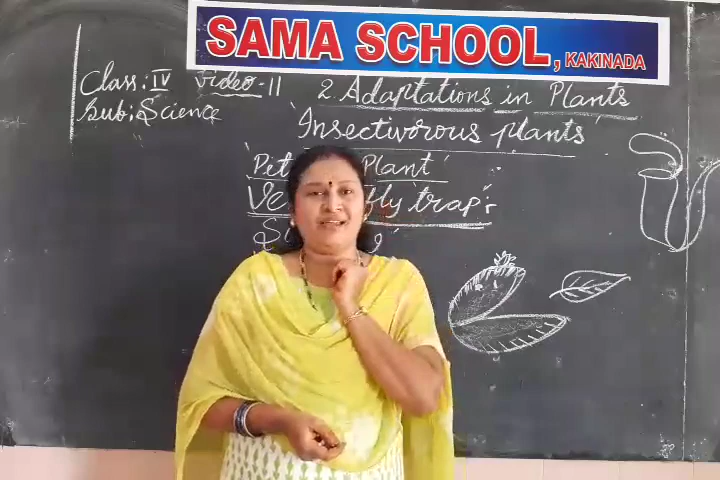 SAMA SCHOOL, KAKINADA
Class: IV Video-11 2. Adaptations in Plants
Sub: Science
Insectivorous plants
Plant
fly trap